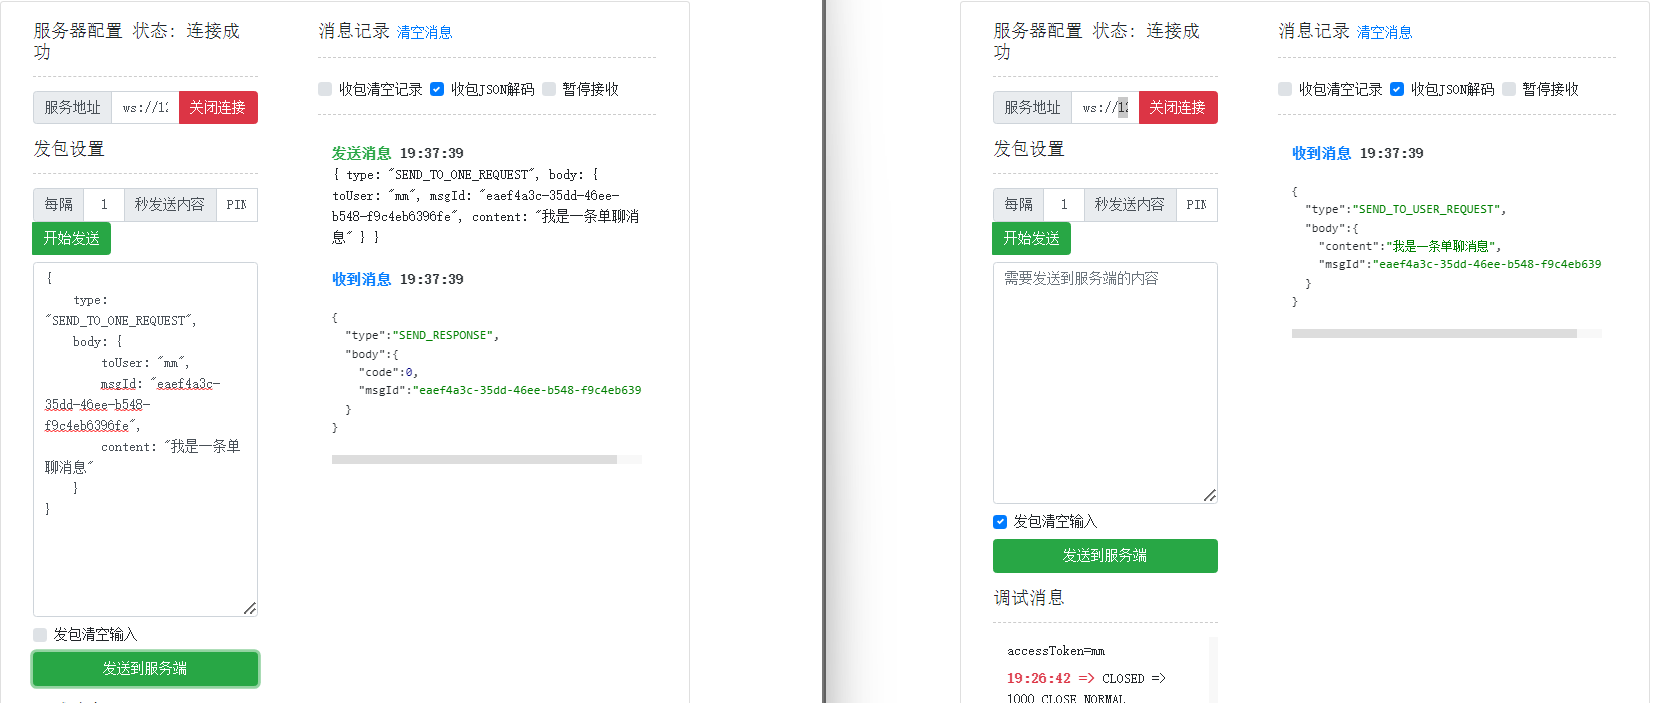 服务器配置 状态: 连接成
功
服务地址 ws://12 关闭连接
发包设置
每隔 1 秒发送内容 PIN
开始发送
{
type:
"SEND_TO_ONE_REQUEST",
body: {
toUser: "mm",
msgId: "eaef4a3c-
35dd-46ee-b548-
f9c4eb6396fe",
content: "我是一条单
聊消息"
}
}
发包清空输入
发送到服务端
消息记录 清空消息
收包清空记录 收包JSON解码 暂停接收
发送消息 19:37:39
{ type: "SEND_TO_ONE_REQUEST", body: {
toUser: "mm", msgId: "eaef4a3c-35dd-46ee-
b548-f9c4eb6396fe", content: "我是一条单聊消
息" } }
收到消息 19:37:39
{
"type":"SEND_RESPONSE",
"body":{
"code":0,
"msgId":"eaef4a3c-35dd-46ee-b548-f9c4eb639
}
}
服务器配置 状态: 连接成
功
服务地址 ws://12 关闭连接
发包设置
每隔 1 秒发送内容 PIN
开始发送
需要发送到服务端的内容
发包清空输入
发送到服务端
调试消息
accessToken=mm
19:26:42 => CLOSED =>
1000 CLOSE_NORMAL
消息记录 清空消息
收包清空记录 收包JSON解码 暂停接收
收到消息 19:37:39
{
"type":"SEND_TO_USER_REQUEST",
"body":{
"content":"我是一条单聊消息",
"msgId":"eaef4a3c-35dd-46ee-b548-f9c4eb639
}
}